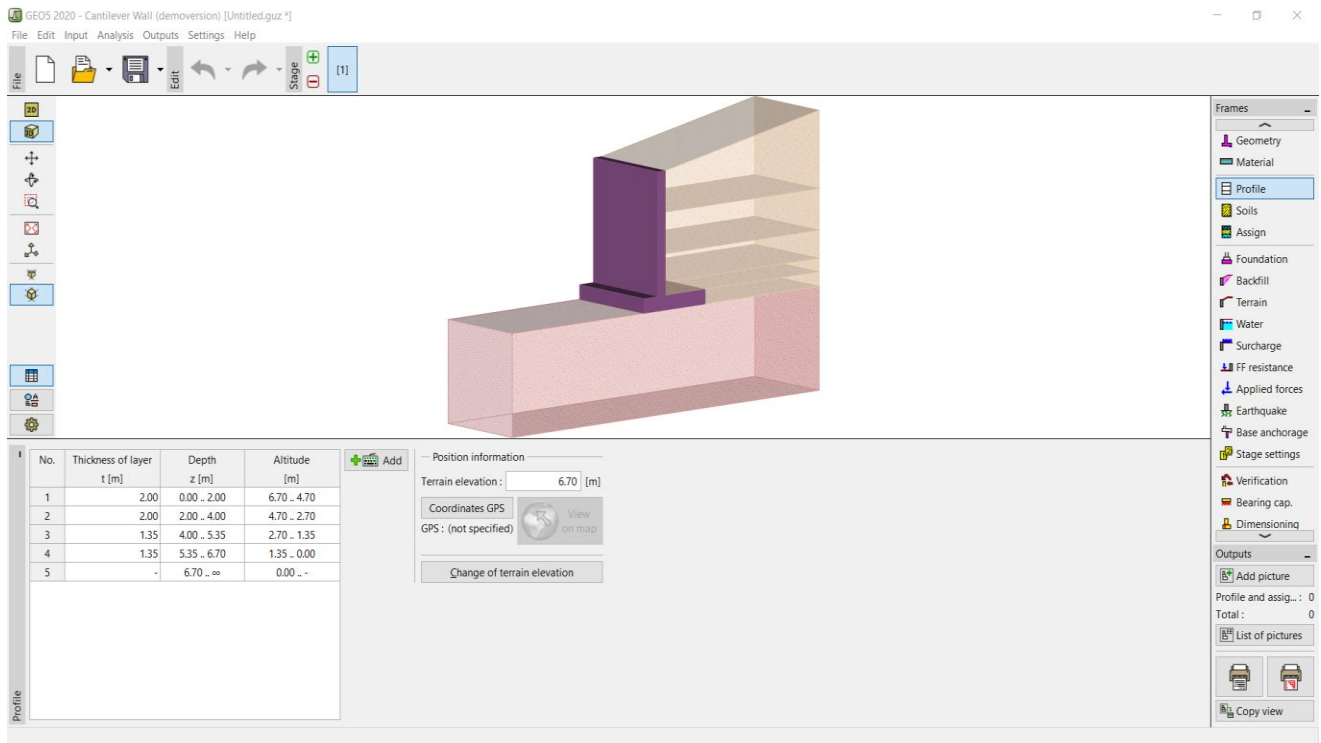 GEO5 2020 - Cantilever Wall (demoversion) [Untitled.guz *]
File Edit Input Analysis Outputs Settings Help
File
Edit
Stage
[1]
2D
3D
Frames
Geometry
Material
Profile
Soils
Assign
Foundation
Backfill
Terrain
Water
Surcharge
FF resistance
Applied forces
Earthquake
Base anchorage
Stage settings
Verification
Bearing cap.
Dimensioning
Outputs
Add picture
Profile and assig... : 0
Total : 0
List of pictures
Copy view
Profile
No. Thickness of layer Depth Altitude
t [m] z [m] [m]
1 2.00 0.00 .. 2.00 6.70 .. 4.70
2 2.00 2.00 .. 4.00 4.70 .. 2.70
3 1.35 4.00 .. 5.35 2.70 .. 1.35
4 1.35 5.35 .. 6.70 1.35 .. 0.00
5 - 6.70 .. ∞ 0.00 .. -
Add
Position information
Terrain elevation : 6.70 [m]
Coordinates GPS
GPS : (not specified)
View
on map
Change of terrain elevation